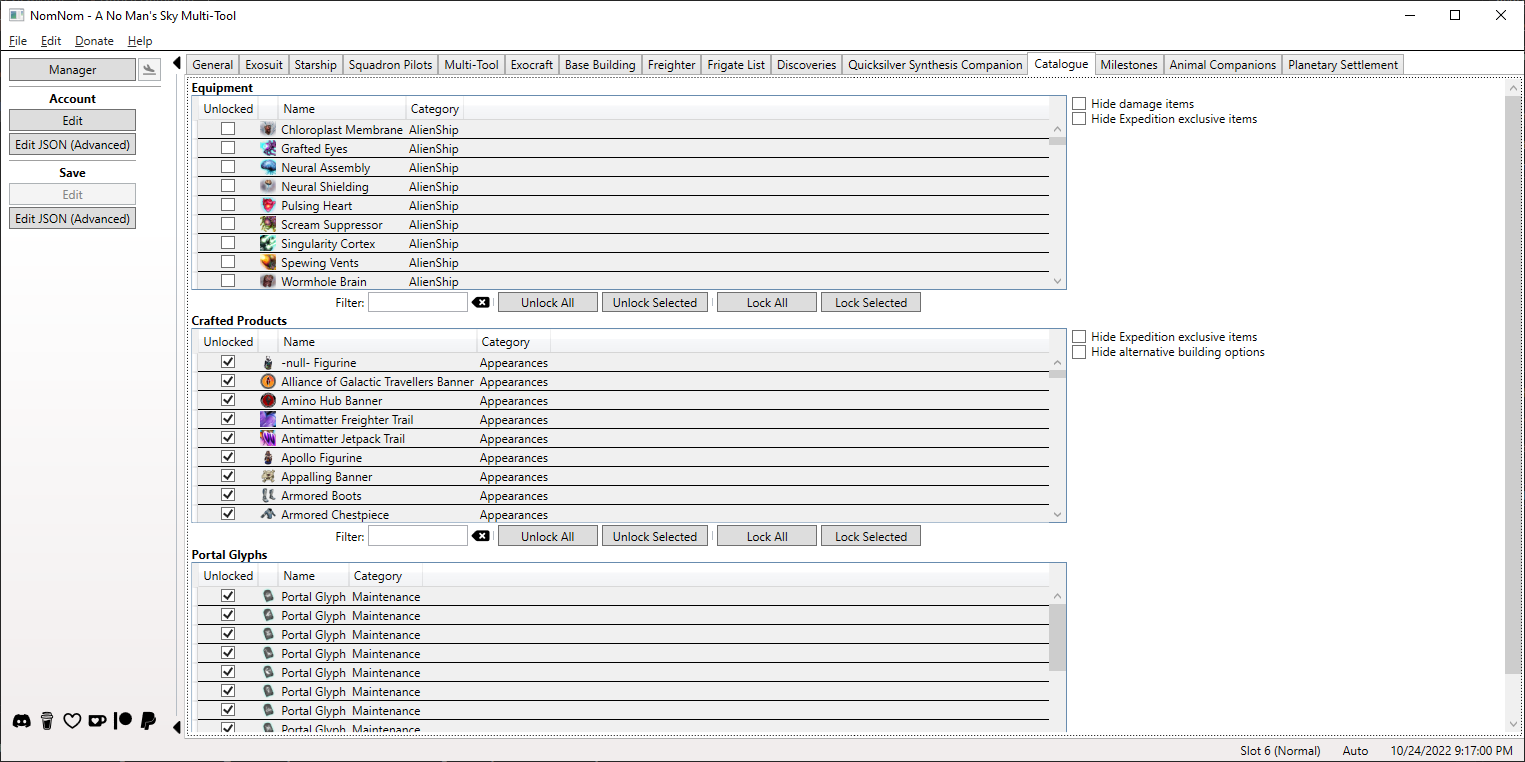 NomNom - A No Man's Sky Multi-Tool
File Edit Donate Help
Manager
Account
Edit
Edit JSON (Advanced)
Save
Edit
Edit JSON (Advanced)
General Exosuit Starship Squadron Pilots Multi-Tool Exocraft Base Building Freighter Frigate List Discoveries Quicksilver Synthesis Companion Catalogue Milestones Animal Companions Planetary Settlement
Equipment
Unlocked Name Category
Chloroplast Membrane AlienShip
Grafted Eyes AlienShip
Neural Assembly AlienShip
Neural Shielding AlienShip
Pulsing Heart AlienShip
Scream Suppressor AlienShip
Singularity Cortex AlienShip
Spewing Vents AlienShip
Wormhole Brain AlienShip
Hide damage items
Hide Expedition exclusive items
Filter: Unlock All Unlock Selected Lock All Lock Selected
Crafted Products
Unlocked Name Category
-null- Figurine Appearances
Alliance of Galactic Travellers Banner Appearances
Amino Hub Banner Appearances
Antimatter Freighter Trail Appearances
Antimatter Jetpack Trail Appearances
Apollo Figurine Appearances
Appalling Banner Appearances
Armored Boots Appearances
Armored Chestpiece Appearances
Hide Expedition exclusive items
Hide alternative building options
Filter: Unlock All Unlock Selected Lock All Lock Selected
Portal Glyphs
Unlocked Name Category
Portal Glyph Maintenance
Portal Glyph Maintenance
Portal Glyph Maintenance
Portal Glyph Maintenance
Portal Glyph Maintenance
Portal Glyph Maintenance
Portal Glyph Maintenance
Portal Glyph Maintenance
Slot 6 (Normal) Auto 10/24/2022 9:17:00 PM